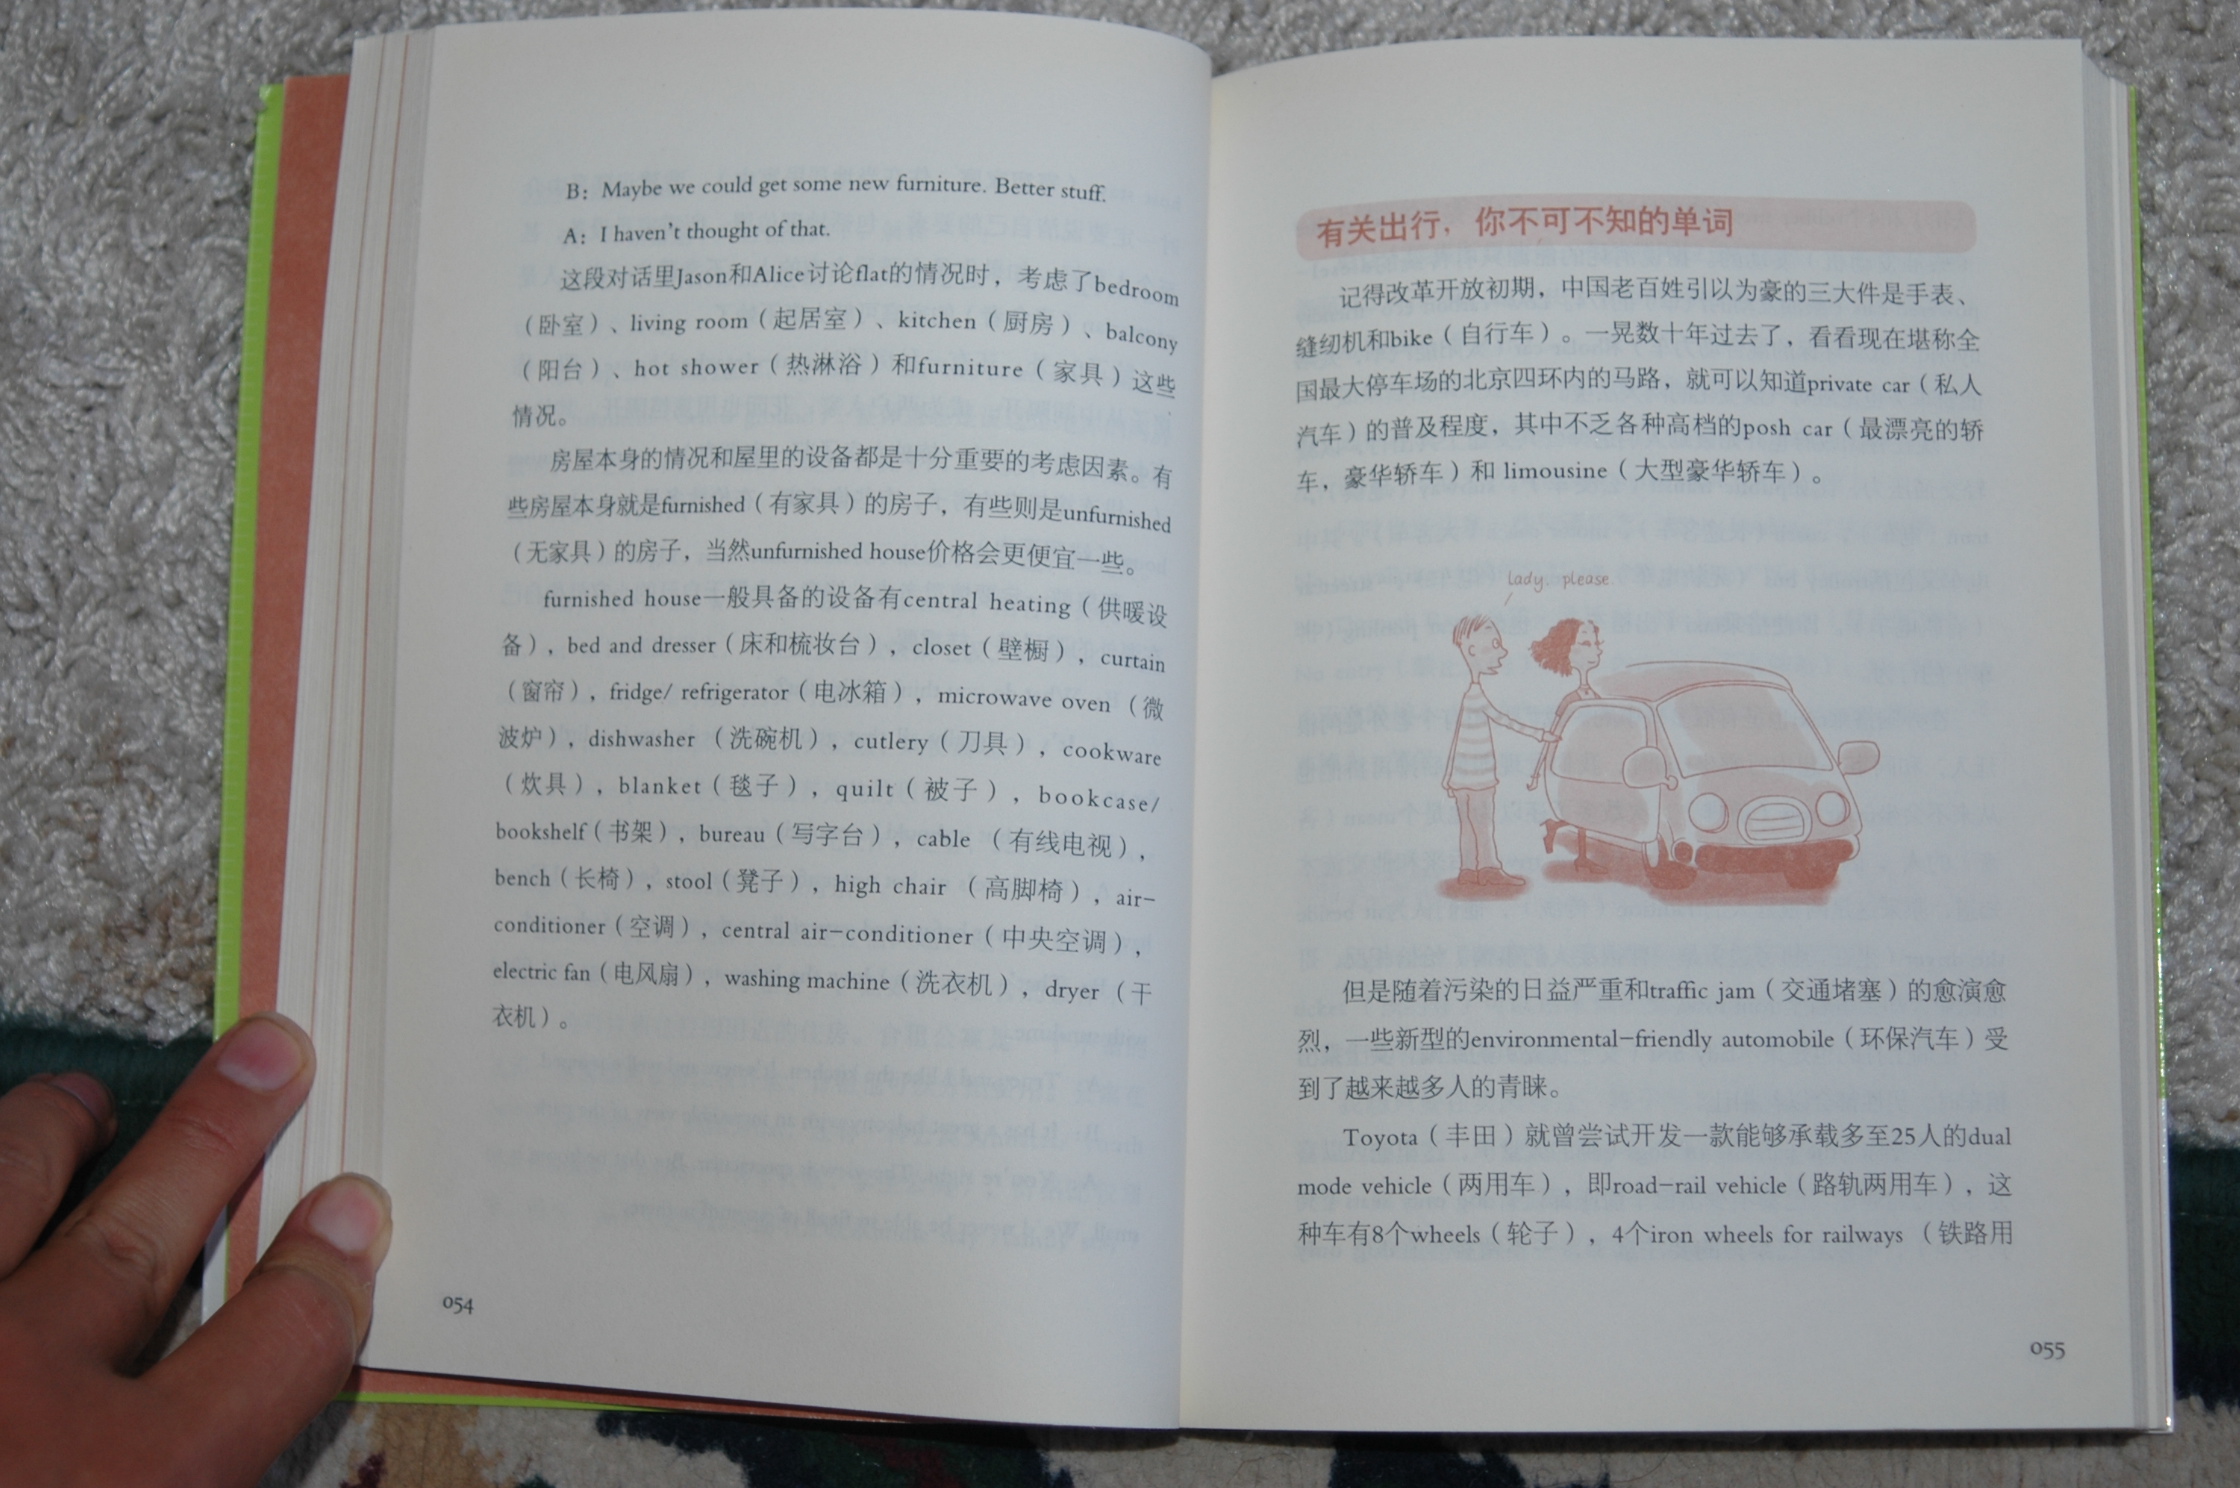 B: Maybe we could get some new furniture. Better stuff.
A: I haven't thought of that.
这段对话里Jason和Alice讨论flat的情况时，考虑了bedroom
（卧室）、living room（起居室）、kitchen（厨房）、balcony
（阳台）、hot shower（热淋浴）和furniture（家具）这些
情况。
房屋本身的情况和屋里的设备都是十分重要的考虑因素。有
些房屋本身就是furnished（有家具）的房子，有些则是unfurnished
（无家具）的房子，当然unfurnished house价格会更便宜一些。
furnished house一般具备的设备有central heating（供暖设
备），bed and dresser（床和梳妆台），closet（壁橱），curtain
（窗帘），fridge/ refrigerator（电冰箱），microwave oven（微
波炉），dishwasher（洗碗机），cutlery（刀具），cookware
（炊具），blanket（毯子），quilt（被子），bookcase/
bookshelf（书架），bureau（写字台），cable （有线电视），
bench（长椅），stool（凳子），high chair （高脚椅），air-
conditioner（空调），central air-conditioner（中央空调），
electric fan（电风扇），washing machine（洗衣机），dryer（干
衣机）。
054
有关出行，你不可不知的单词
记得改革开放初期，中国老百姓引以为豪的三大件是手表、
缝纫机和bike（自行车）。一晃数十年过去了，看看现在堪称全
国最大停车场的北京四环内的马路，就可以知道private car（私人
汽车）的普及程度，其中不乏各种高档的posh car（最漂亮的轿
车，豪华轿车）和 limousine（大型豪华轿车）。
lady. please.
但是随着污染的日益严重和traffic jam（交通堵塞）的愈演愈
烈，一些新型的environmental-friendly automobile（环保汽车）受
到了越来越多人的青睐。
Toyota（丰田）就曾尝试开发一款能够承载多至25人的dual
mode vehicle（两用车），即road-rail vehicle（路轨两用车），这
种车有8个wheels（轮子），4个iron wheels for railways （铁路用
055